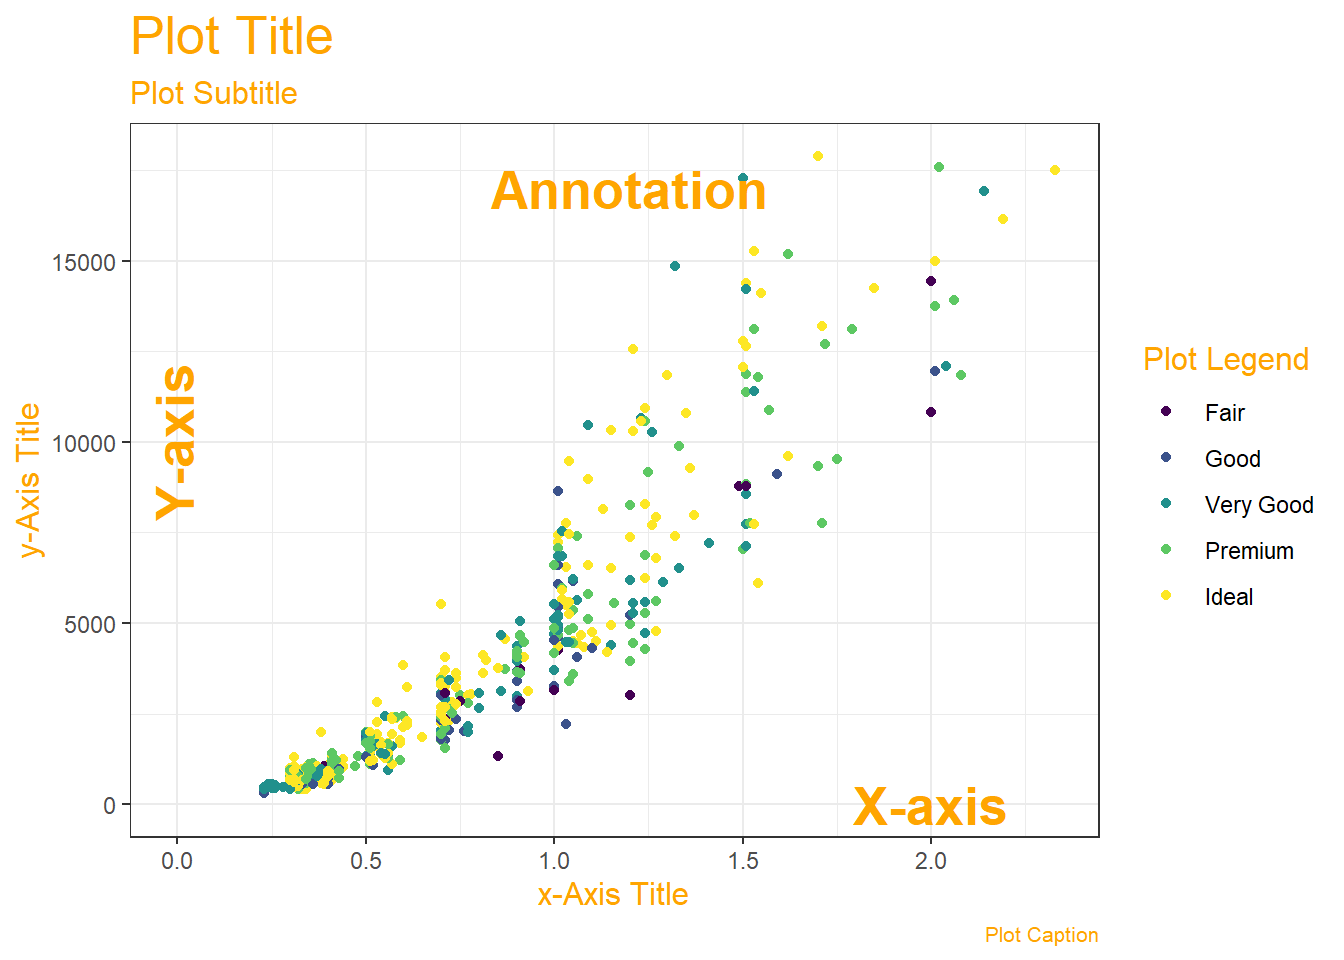 Plot Title
Plot Subtitle
Annotation
Y-axis
X-axis
y-Axis Title
15000
10000
5000
0
0.0
0.5
1.0
1.5
2.0
x-Axis Title
Plot Legend
Fair
Good
Very Good
Premium
Ideal
Plot Caption